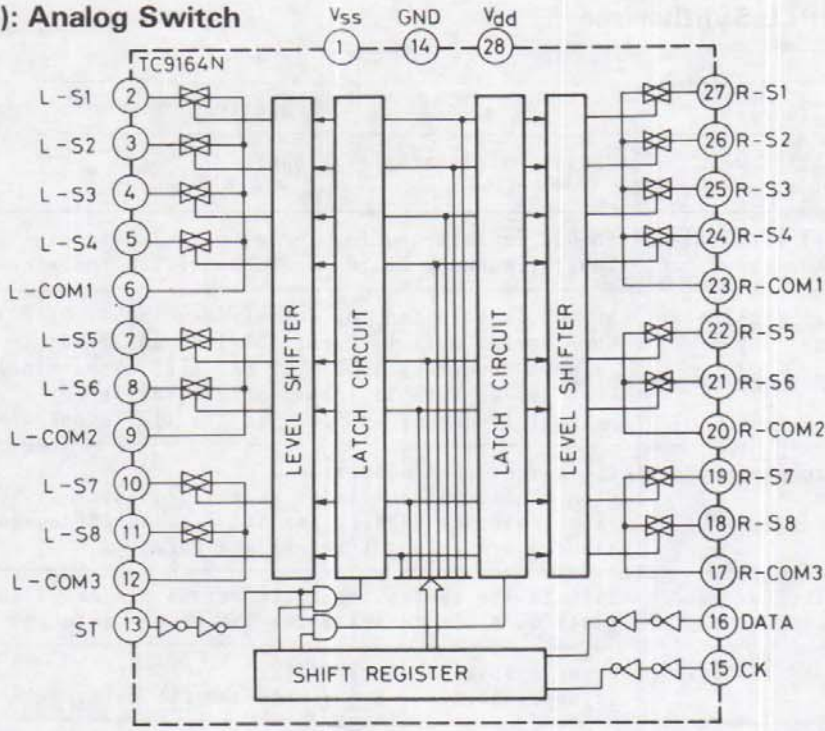 ): Analog Switch
VSS GND Vdd
1 14 28
TC9164N
L-S1 2
L-S2 3
L-S3 4
L-S4 5
L-COM1 6
L-S5 7
L-S6 8
L-COM2 9
L-S7 10
L-S8 11
L-COM3 12
ST 13
LEVEL SHIFTER
LATCH CIRCUIT
LATCH CIRCUIT
LEVEL SHIFTER
27 R-S1
26 R-S2
25 R-S3
24 R-S4
23 R-COM1
22 R-S5
21 R-S6
20 R-COM2
19 R-S7
18 R-S8
17 R-COM3
16 DATA
15 CK
SHIFT REGISTER